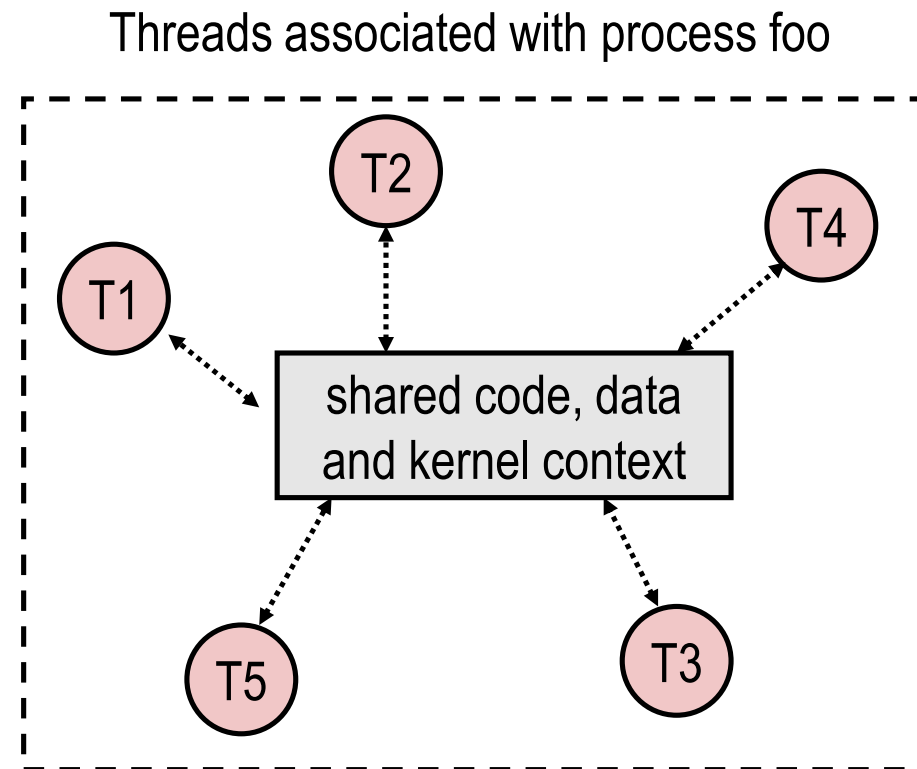 Threads associated with process foo
T2
T4
T1
shared code, data
and kernel context
T5
T3